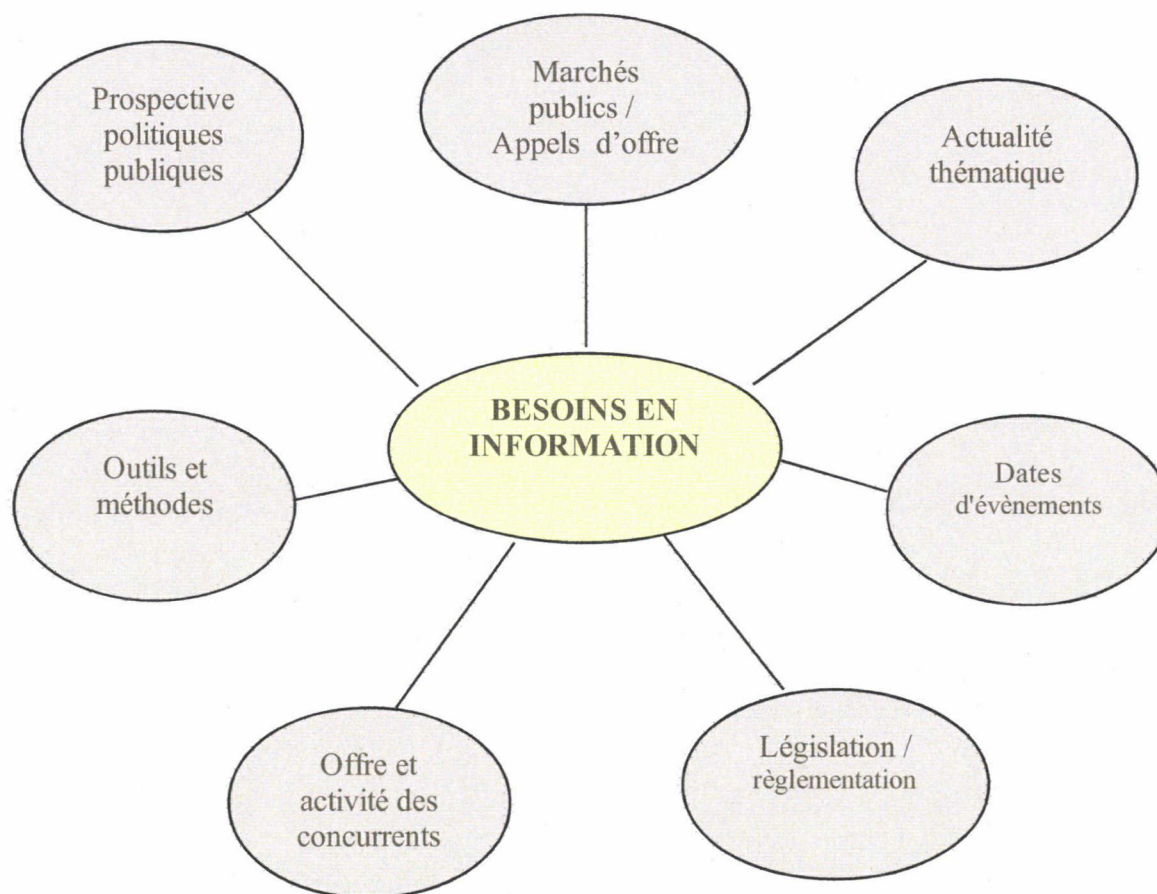 Prospective
politiques
publiques
Marchés
publics /
Appels d'offre
Actualité
thématique
BESOINS EN
INFORMATION
Outils et
méthodes
Dates
d'évènements
Offre et
activité des
concurrents
Législation /
règlementation